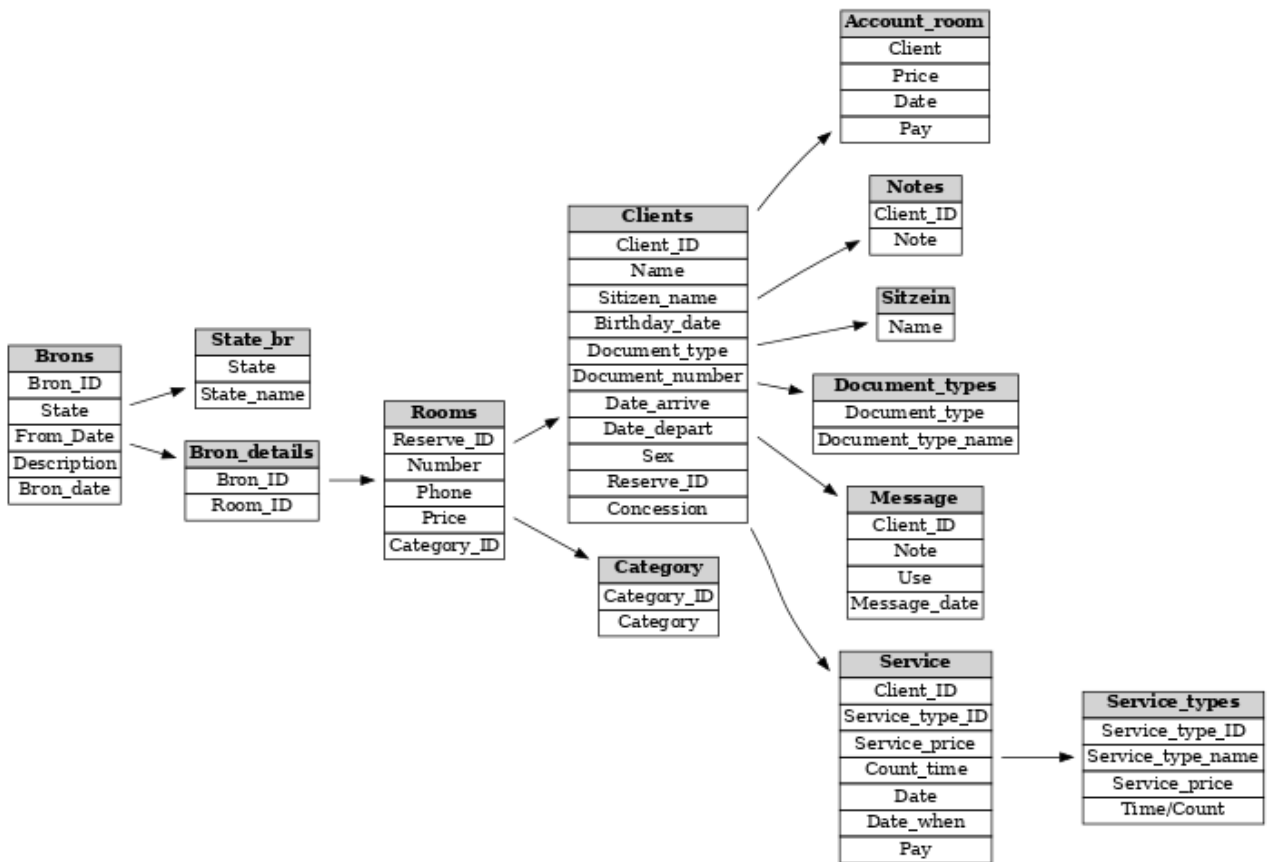 Account_room
Client
Price
Date
Pay
Notes
Client_ID
Note
Clients
Client_ID
Name
Sitizen_name
Birthday_date
Document_type
Document_number
Date_arrive
Date_depart
Sex
Reserve_ID
Concession
Sitzein
Name
Brons
Bron_ID
State
From_Date
Description
Bron_date
State_br
State
State_name
Bron_details
Bron_ID
Room_ID
Rooms
Reserve_ID
Number
Phone
Price
Category_ID
Document_types
Document_type
Document_type_name
Message
Client_ID
Note
Use
Message_date
Category
Category_ID
Category
Service
Client_ID
Service_type_ID
Service_price
Count_time
Date
Date_when
Pay
Service_types
Service_type_ID
Service_type_name
Service_price
Time/Count